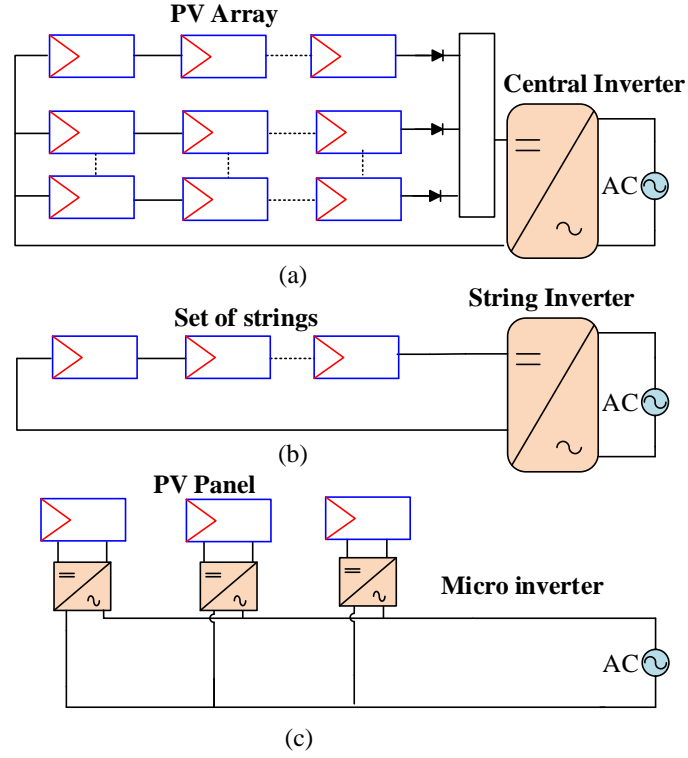 PV Array
Central Inverter
AC
(a)
String Inverter
Set of strings
AC
(b)
PV Panel
Micro inverter
AC
(c)